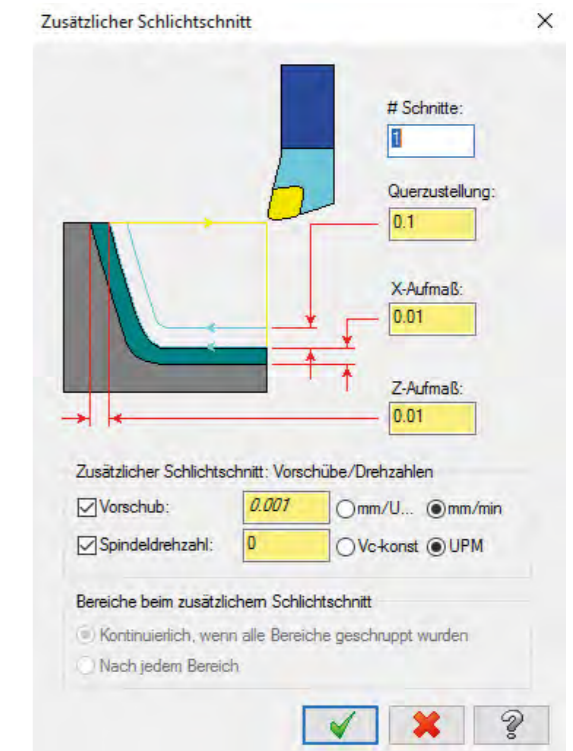 Zusätzlicher Schlichtschnitt
# Schnitte:
1
Querzustellung:
0.1
X-Aufmaß:
0.01
Z-Aufmaß:
0.01
Zusätzlicher Schlichtschnitt: Vorschübe/Drehzahlen
Vorschub: 0.001 mm/U... mm/min
Spindeldrehzahl: 0 Vc-konst UPM
Bereiche beim zusätzlichem Schlichtschnitt
Kontinuierlich, wenn alle Bereiche geschruppt wurden
Nach jedem Bereich
?